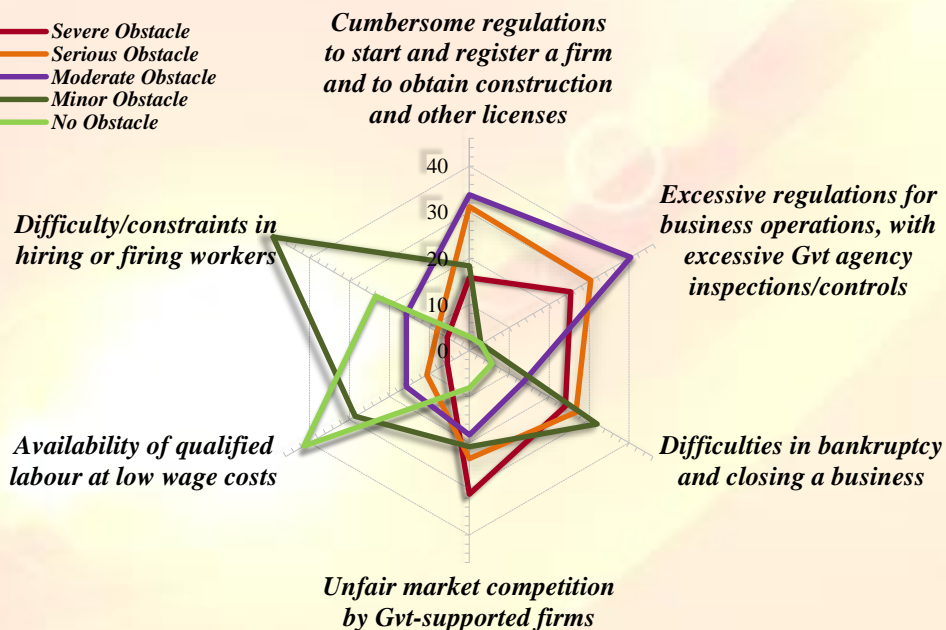 Severe Obstacle
Serious Obstacle
Moderate Obstacle
Minor Obstacle
No Obstacle
Cumbersome regulations
to start and register a firm
and to obtain construction
and other licenses
40
30
20
10
0
Excessive regulations for
business operations, with
excessive Gvt agency
inspections/controls
Difficulty/constraints in
hiring or firing workers
Availability of qualified
labour at low wage costs
Difficulties in bankruptcy
and closing a business
Unfair market competition
by Gvt-supported firms